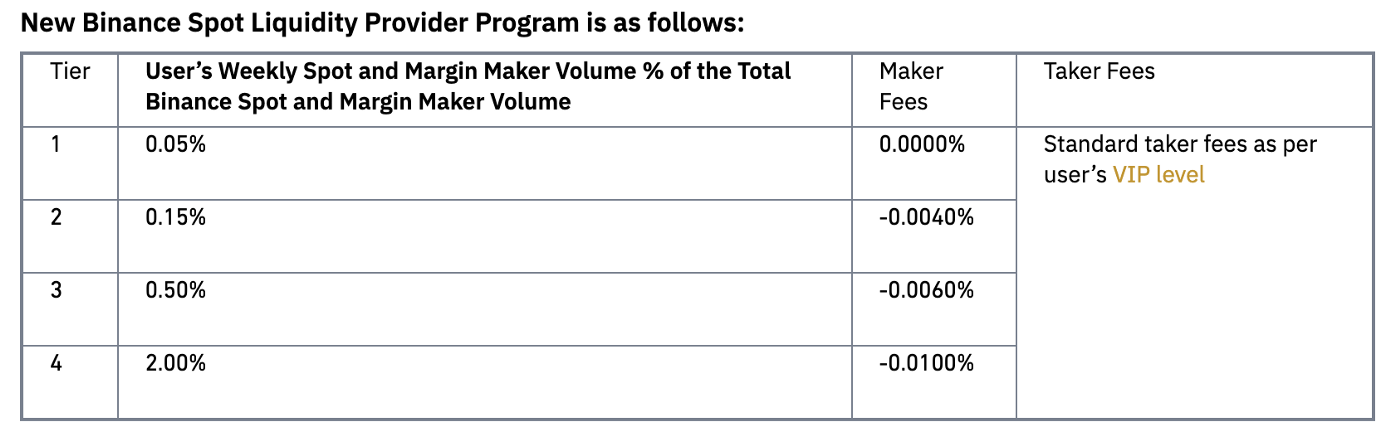 New Binance Spot Liquidity Provider Program is as follows:
Tier
User’s Weekly Spot and Margin Maker Volume % of the Total
Binance Spot and Margin Maker Volume
Maker
Fees
Taker Fees
1
0.05%
0.0000%
Standard taker fees as per
user’s VIP level
2
0.15%
-0.0040%
3
0.50%
-0.0060%
4
2.00%
-0.0100%